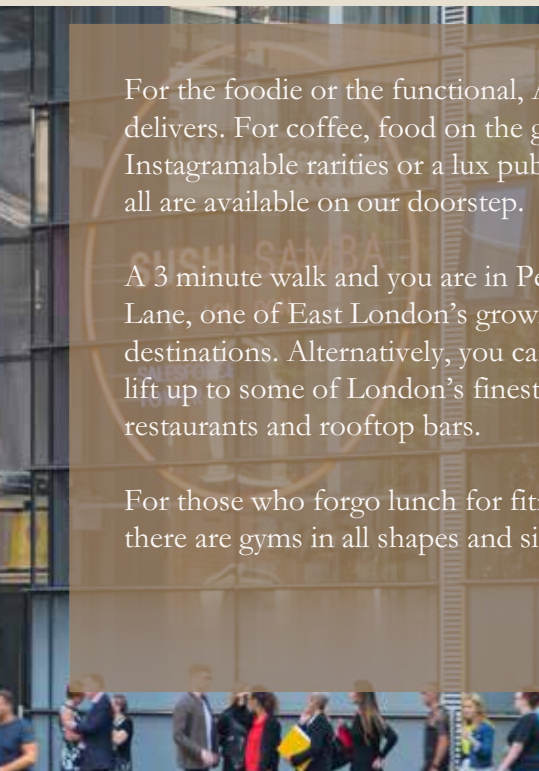 For the foodie or the functional, A
delivers. For coffee, food on the g
Instagramable rarities or a lux pub
all are available on our doorstep.
A 3 minute walk and you are in Pe
Lane, one of East London’s grow
destinations. Alternatively, you ca
lift up to some of London’s finest
restaurants and rooftop bars.
For those who forgo lunch for fit
there are gyms in all shapes and si
SUSHI SAMBA
SALESFORCE
TOWER